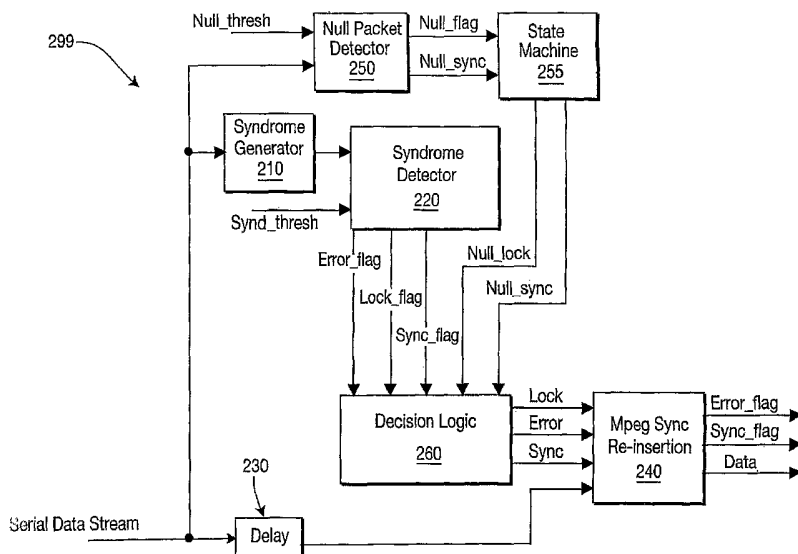 299
Null_thresh
Null Packet
Detector
250
Null_flag
Null_sync
State
Machine
255
Syndrome
Generator
210
Syndrome
Detector
220
Synd_thresh
Error_flag
Lock_flag
Sync_flag
Null_lock
Null_sync
Decision Logic
260
Lock
Error
Sync
Mpeg Sync
Re-insertion
240
Error_flag
Sync_flag
Data
230
Serial Data Stream
Delay